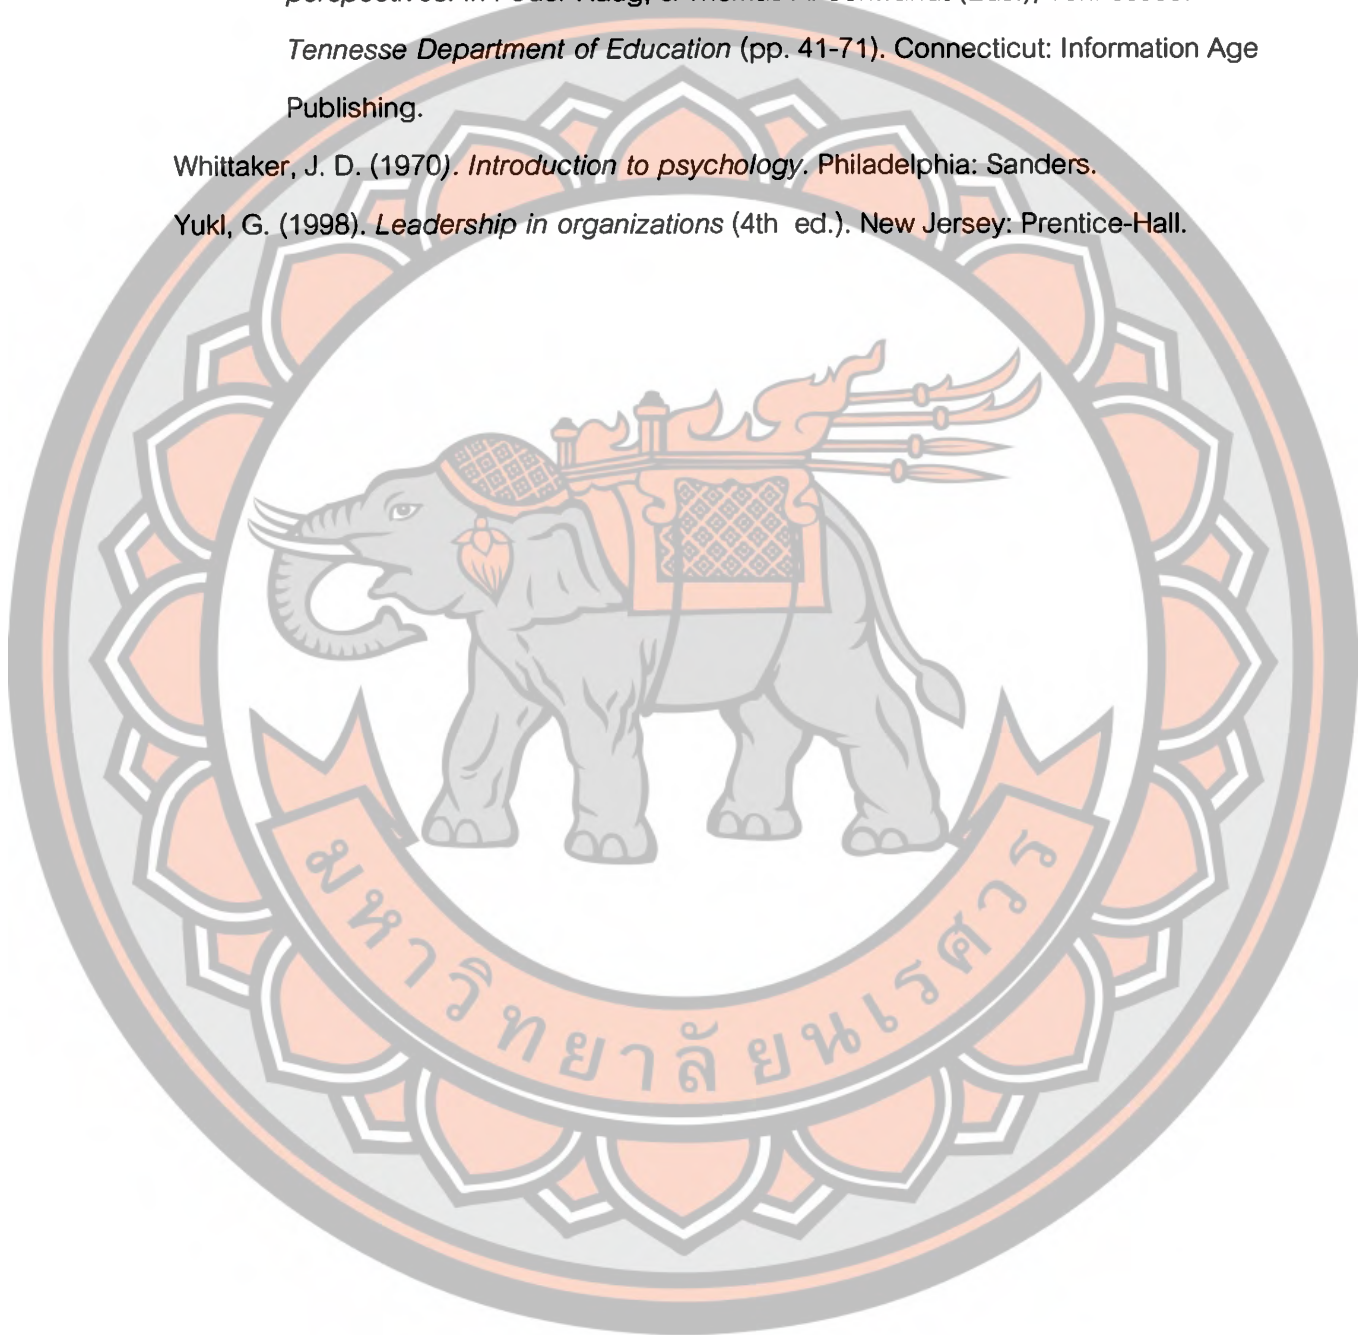 Tennesse Department of Education (pp. 41-71). Connecticut: Information Age
Publishing.
Whittaker, J. D. (1970). Introduction to psychology. Philadelphia: Sanders.
Yukl, G. (1998). Leadership in organizations (4th ed.). New Jersey: Prentice-Hall.
มหาวิทยาลัยนเรศวร